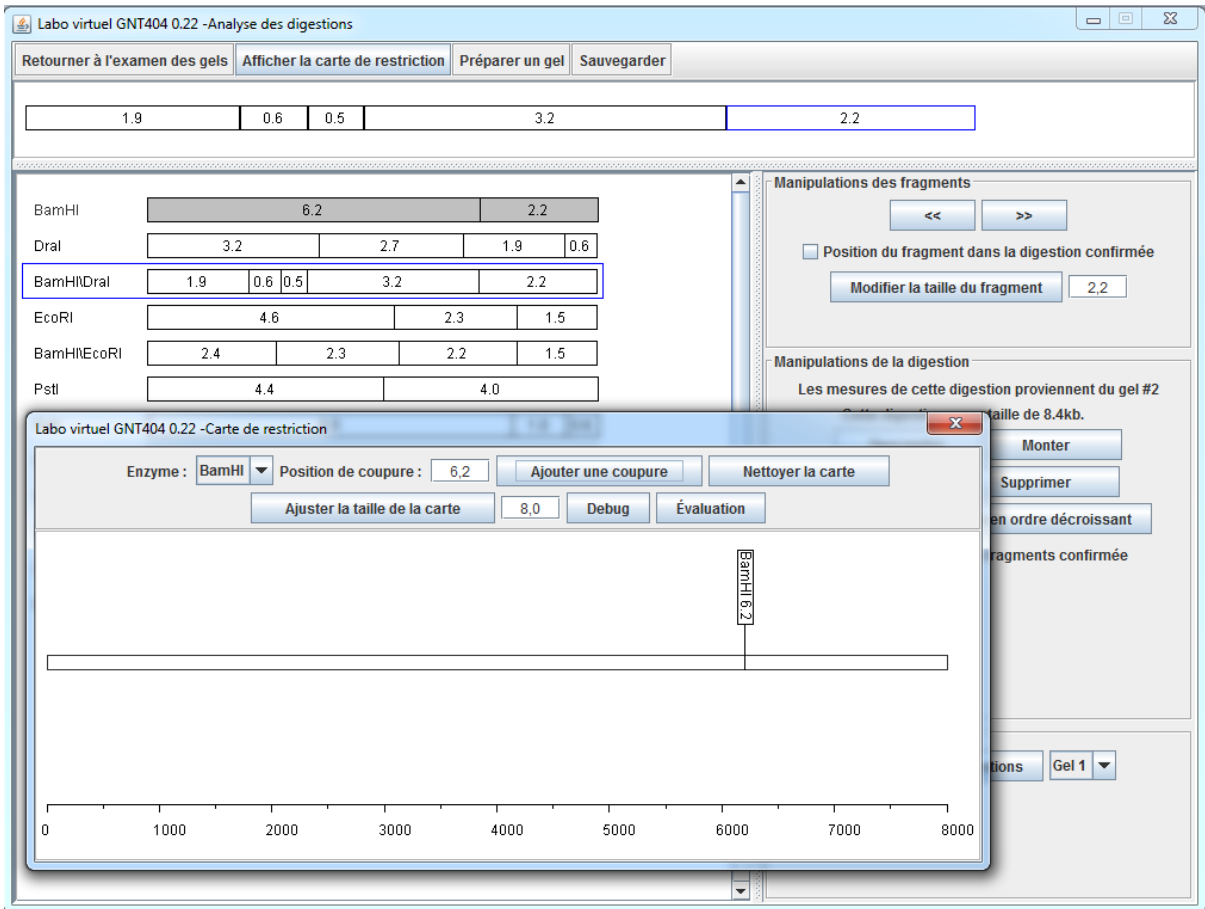 Labo virtuel GNT404 0.22 -Analyse des digestions
Retourner à l'examen des gels Afficher la carte de restriction Préparer un gel Sauvegarder
1.9 0.6 0.5 3.2 2.2
Manipulations des fragments
<< >>
Position du fragment dans la digestion confirmée
Modifier la taille du fragment 2,2
BamHI 6.2 2.2
DraI 3.2 2.7 1.9 0.6
BamHI\DraI 1.9 0.6 0.5 3.2 2.2
EcoRI 4.6 2.3 1.5
BamHI\EcoRI 2.4 2.3 2.2 1.5
PstI 4.4 4.0
Manipulations de la digestion
Les mesures de cette digestion proviennent du gel #2
taille de 8.4kb.
Monter
Supprimer
en ordre décroissant
ragments confirmée
tions Gel 1
Labo virtuel GNT404 0.22 -Carte de restriction
Enzyme : BamHI Position de coupure : 6,2 Ajouter une coupure Nettoyer la carte
Ajuster la taille de la carte 8,0 Debug Évaluation
BamHI 6.2
0 1000 2000 3000 4000 5000 6000 7000 8000